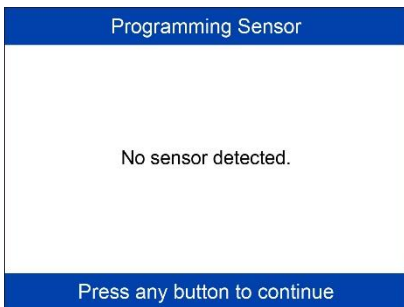 Programming Sensor
No sensor detected.
Press any button to continue